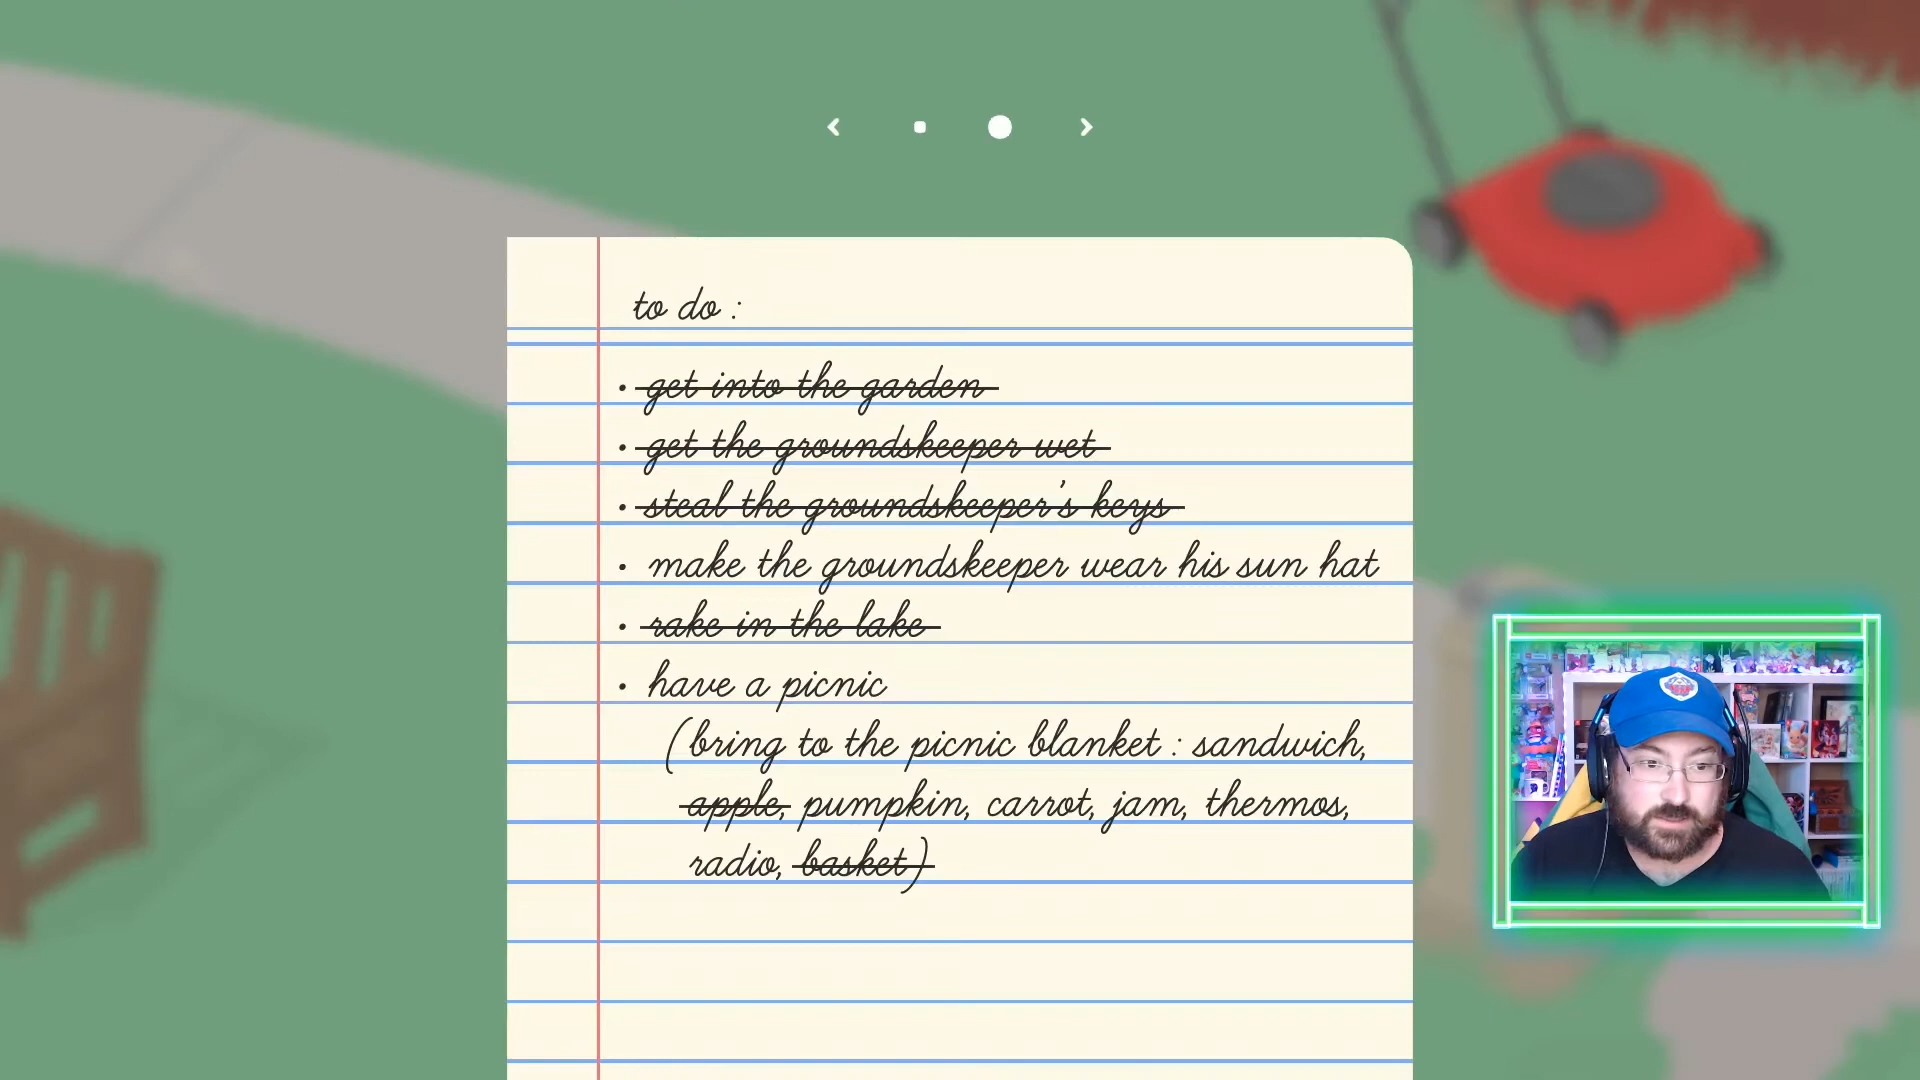 to do :
• get into the garden
• get the groundskeeper wet
• steal the groundskeeper's keys
• make the groundskeeper wear his sun hat
• rake in the lake
• have a picnic
(bring to the picnic blanket : sandwich,
apple, pumpkin, carrot, jam, thermos,
radio, basket)